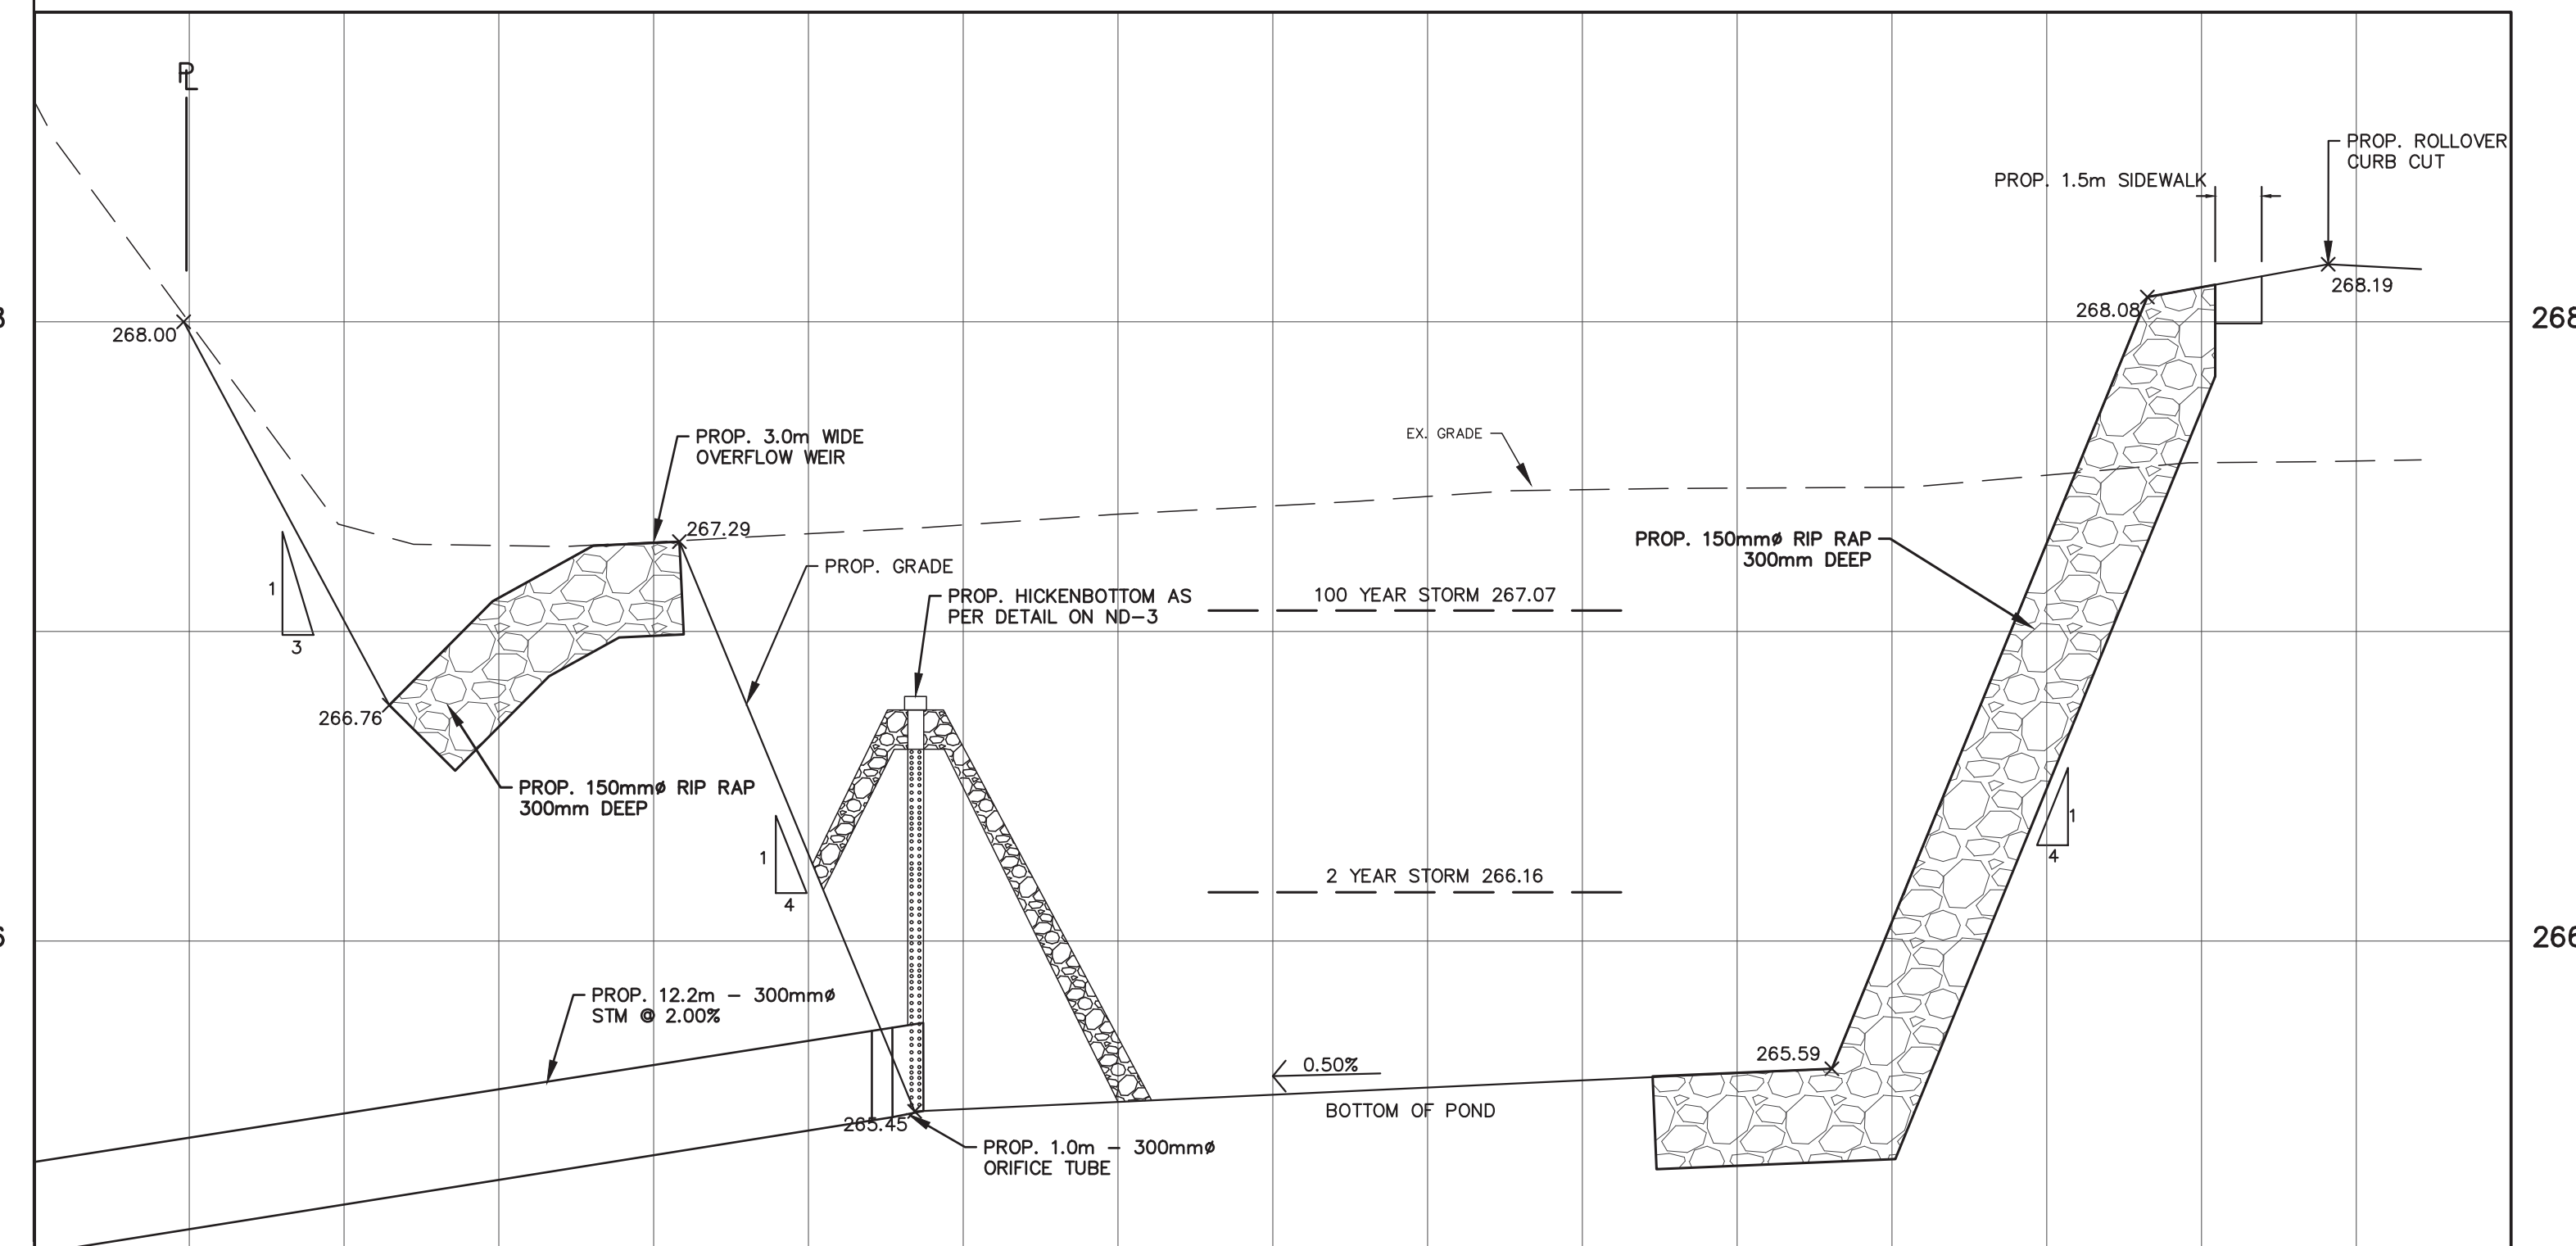 PL
PROP. ROLLOVER
CURB CUT
PROP. 1.5m SIDEWALK
268.19
268.08
268
268.00
PROP. 3.0m WIDE
OVERFLOW WEIR
EX. GRADE
267.29
PROP. 150mmø RIP RAP
300mm DEEP
PROP. GRADE
1
3
PROP. HICKENBOTTOM AS
PER DETAIL ON ND-3
100 YEAR STORM 267.07
266.76
PROP. 150mmø RIP RAP
300mm DEEP
1
4
1
4
2 YEAR STORM 266.16
266
PROP. 12.2m - 300mmø
STM @ 2.00%
265.59
0.50%
BOTTOM OF POND
265.45
PROP. 1.0m - 300mmø
ORIFICE TUBE